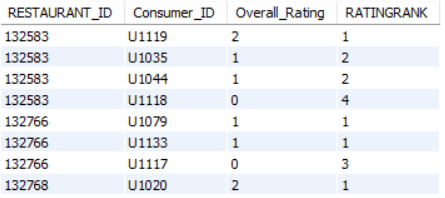 RESTAURANT_ID Consumer_ID Overall_Rating RATINGRANK
132583 U1119 2 1
132583 U1035 1 2
132583 U1044 1 2
132583 U1118 0 4
132766 U1079 1 1
132766 U1133 1 1
132766 U1117 0 3
132768 U1020 2 1